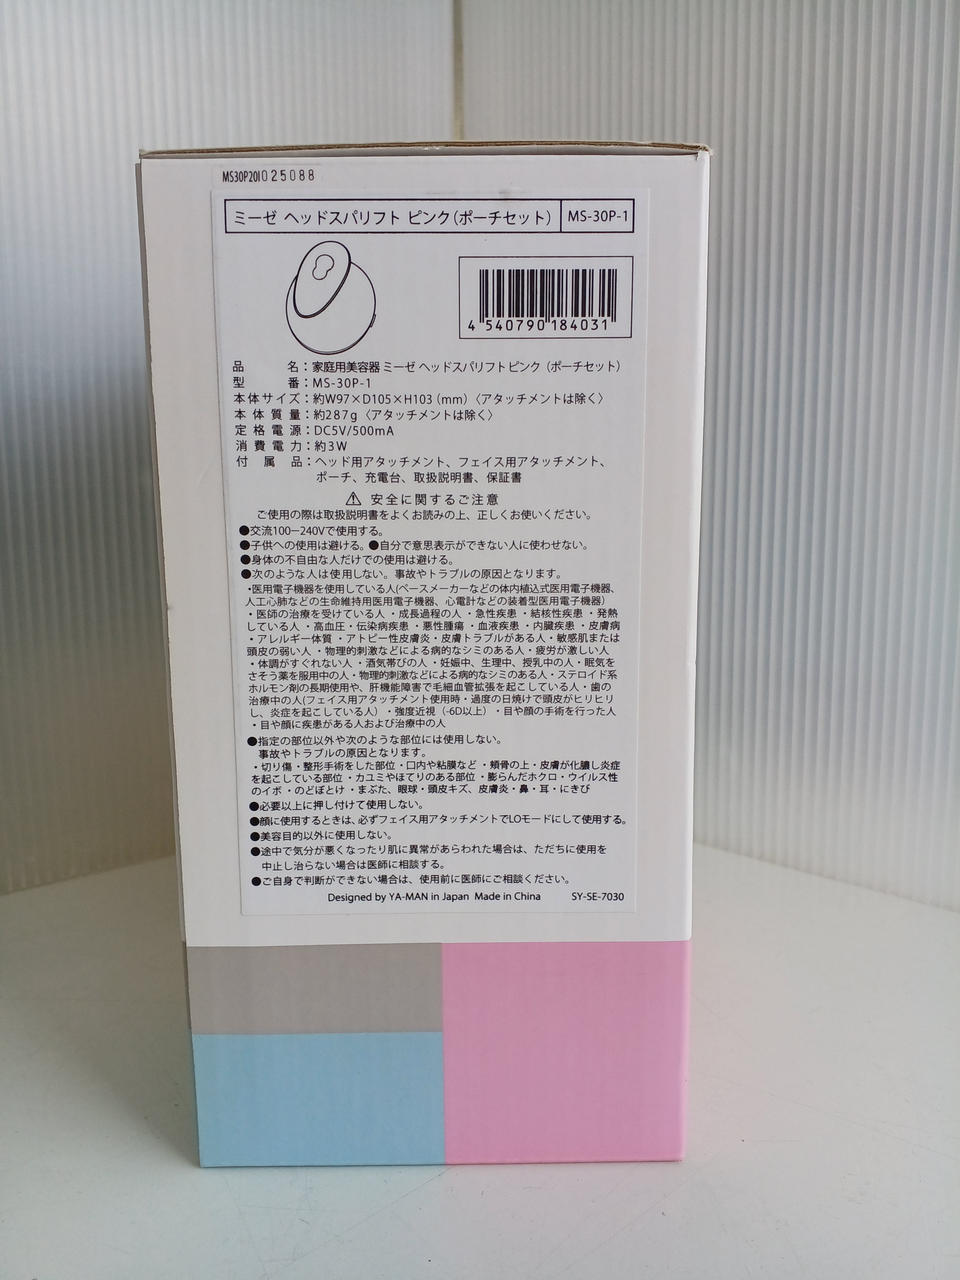 MS30P201025088
ミーゼ ヘッドスパリフト ピンク(ポーチセット) MS-30P-1
4 540790 184031
品名:家庭用美容器 ミーゼ ヘッドスパリフト ピンク(ポーチセット)
型番:MS-30P-1
本体サイズ:約W97×D105×H103(mm)〈アタッチメントは除く〉
本体質量:約287g〈アタッチメントは除く〉
定格電源:DC5V/500mA
消費電力:約3W
付属品:ヘッド用アタッチメント、フェイス用アタッチメント、
ポーチ、充電台、取扱説明書、保証書
⚠ 安全に関するご注意
ご使用の際は取扱説明書をよくお読みの上、正しくお使いください。
●交流100−240Vで使用する。
●子供への使用は避ける。●自分で意思表示ができない人に使わせない。
●身体の不自由な人だけでの使用は避ける。
●次のような人は使用しない。事故やトラブルの原因となります。
・医用電子機器を使用している人(ペースメーカーなどの体内植込式医用電子機器、
人工心肺などの生命維持用医用電子機器、心電計などの装着型医用電子機器)
・医師の治療を受けている人 ・成長過程の人 ・急性疾患 ・結核性疾患 ・発熱
している人 ・高血圧・伝染病疾患 ・悪性腫瘍 ・血液疾患 ・内臓疾患 ・皮膚病
・アレルギー体質 ・アトピー性皮膚炎・皮膚トラブルがある人・敏感肌または
頭皮の弱い人 ・物理的刺激などによる病的なシミのある人・疲労が激しい人
・体調がすぐれない人 ・酒気帯びの人 ・妊娠中、生理中、授乳中の人 ・眠気を
さそう薬を服用中の人・物理的刺激などによる病的なシミのある人・ステロイド系
ホルモン剤の長期使用や、肝機能障害で毛細血管拡張を起こしている人・歯の
治療中の人(フェイス用アタッチメント使用時・過度の日焼けで頭皮がヒリヒリ
し、炎症を起こしている人) ・強度近視(-6D以上) ・目や顔の手術を行った人
・目や顔に疾患がある人および治療中の人
●指定の部位以外や次のような部位には使用しない。
事故やトラブルの原因となります。
・切り傷・整形手術をした部位・口内や粘膜など ・頬骨の上・皮膚が化膿し炎症
を起こしている部位 ・カユミやほてりのある部位 ・膨らんだホクロ・ウイルス性
のイボ・のどぼとけ ・まぶた、眼球・頭皮キズ、皮膚炎・鼻・耳・にきび
●必要以上に押し付けて使用しない。
●顔に使用するときは、必ずフェイス用アタッチメントでLOモードにして使用する。
●美容目的以外に使用しない。
●途中で気分が悪くなったり肌に異常があらわれた場合は、ただちに使用を
中止し治らない場合は医師に相談する。
●ご自身で判断ができない場合は、使用前に医師にご相談ください。
Designed by YA-MAN in Japan Made in China SY-SE-7030